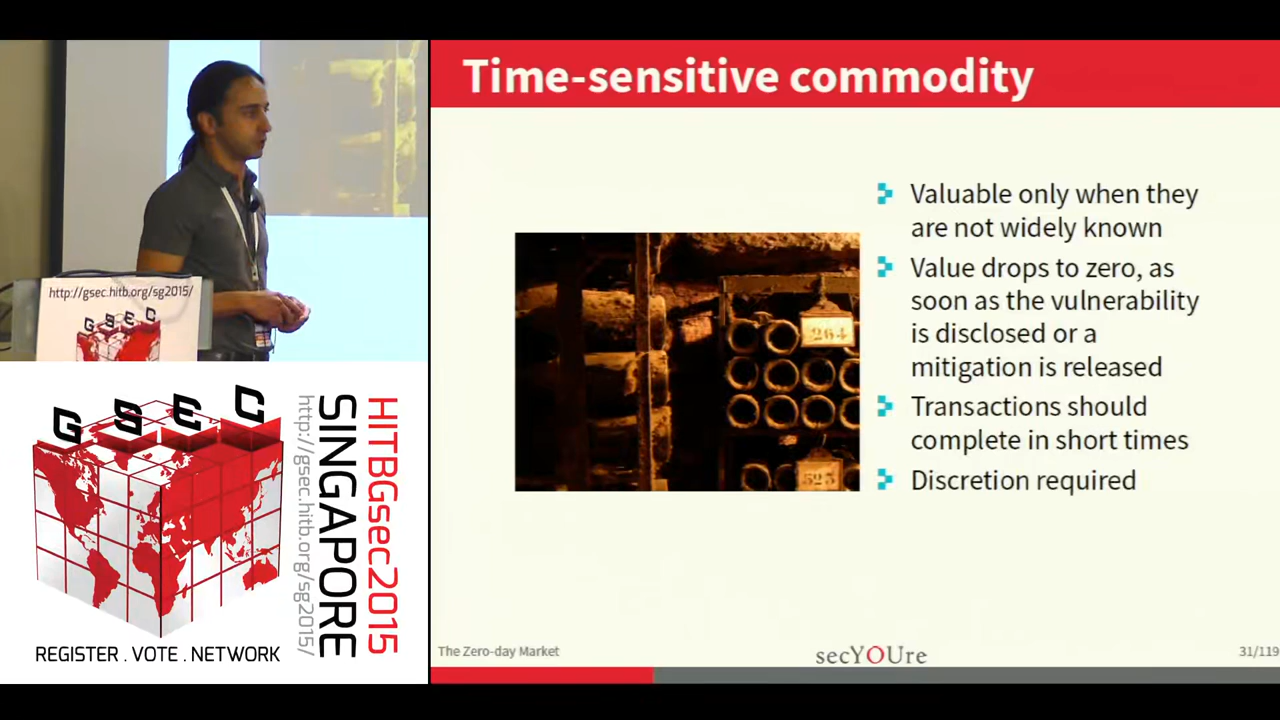 Time-sensitive commodity
Valuable only when they
are not widely known
Value drops to zero, as
soon as the vulnerability
is disclosed or a
mitigation is released
Transactions should
complete in short times
Discretion required
264
525
The Zero-day Market
secYOUre
31/119
http://gsec.hitb.org/sg2015/
G S E C
G S E C
REGISTER . VOTE . NETWORK
http://gsec.hitb.org/sg2015/
SINGAPORE
HITBGsec2015